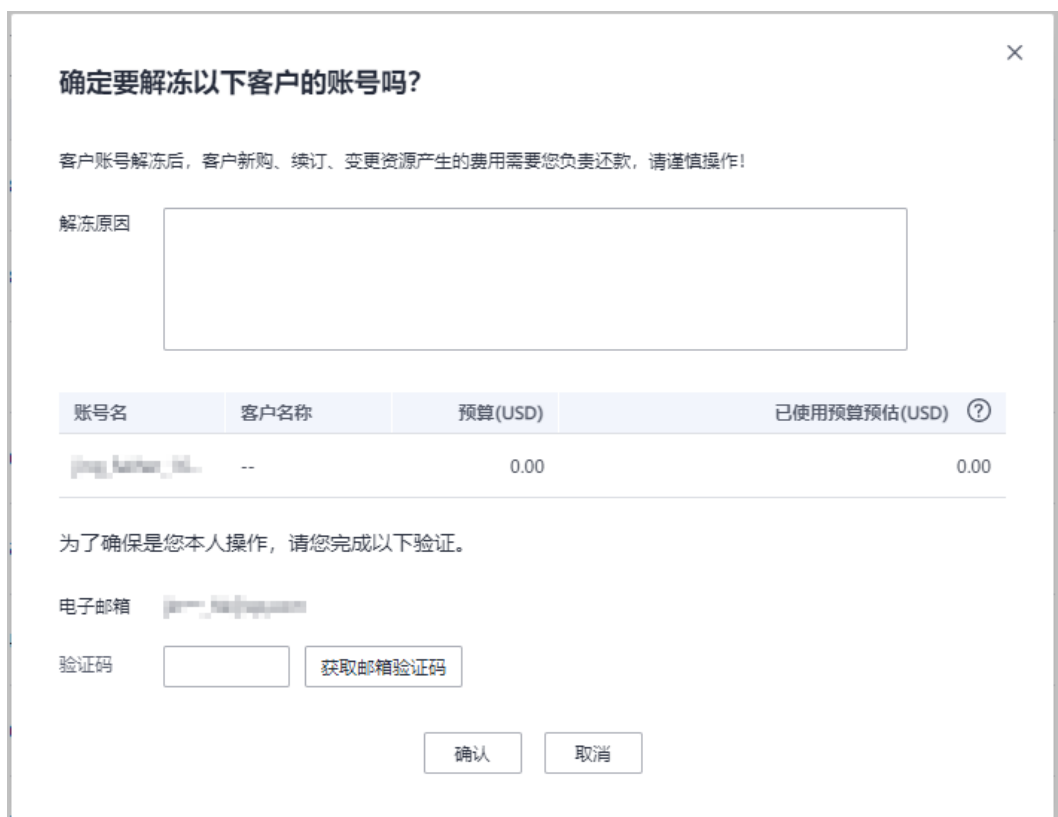 确定要解冻以下客户的账号吗？
客户账号解冻后，客户新购、续订、变更资源产生的费用需要您负责还款，请谨慎操作！
解冻原因
账号名 客户名称 预算(USD) 已使用预算预估(USD) ?
-- 0.00 0.00
为了确保是您本人操作，请您完成以下验证。
电子邮箱
验证码 获取邮箱验证码
确认 取消